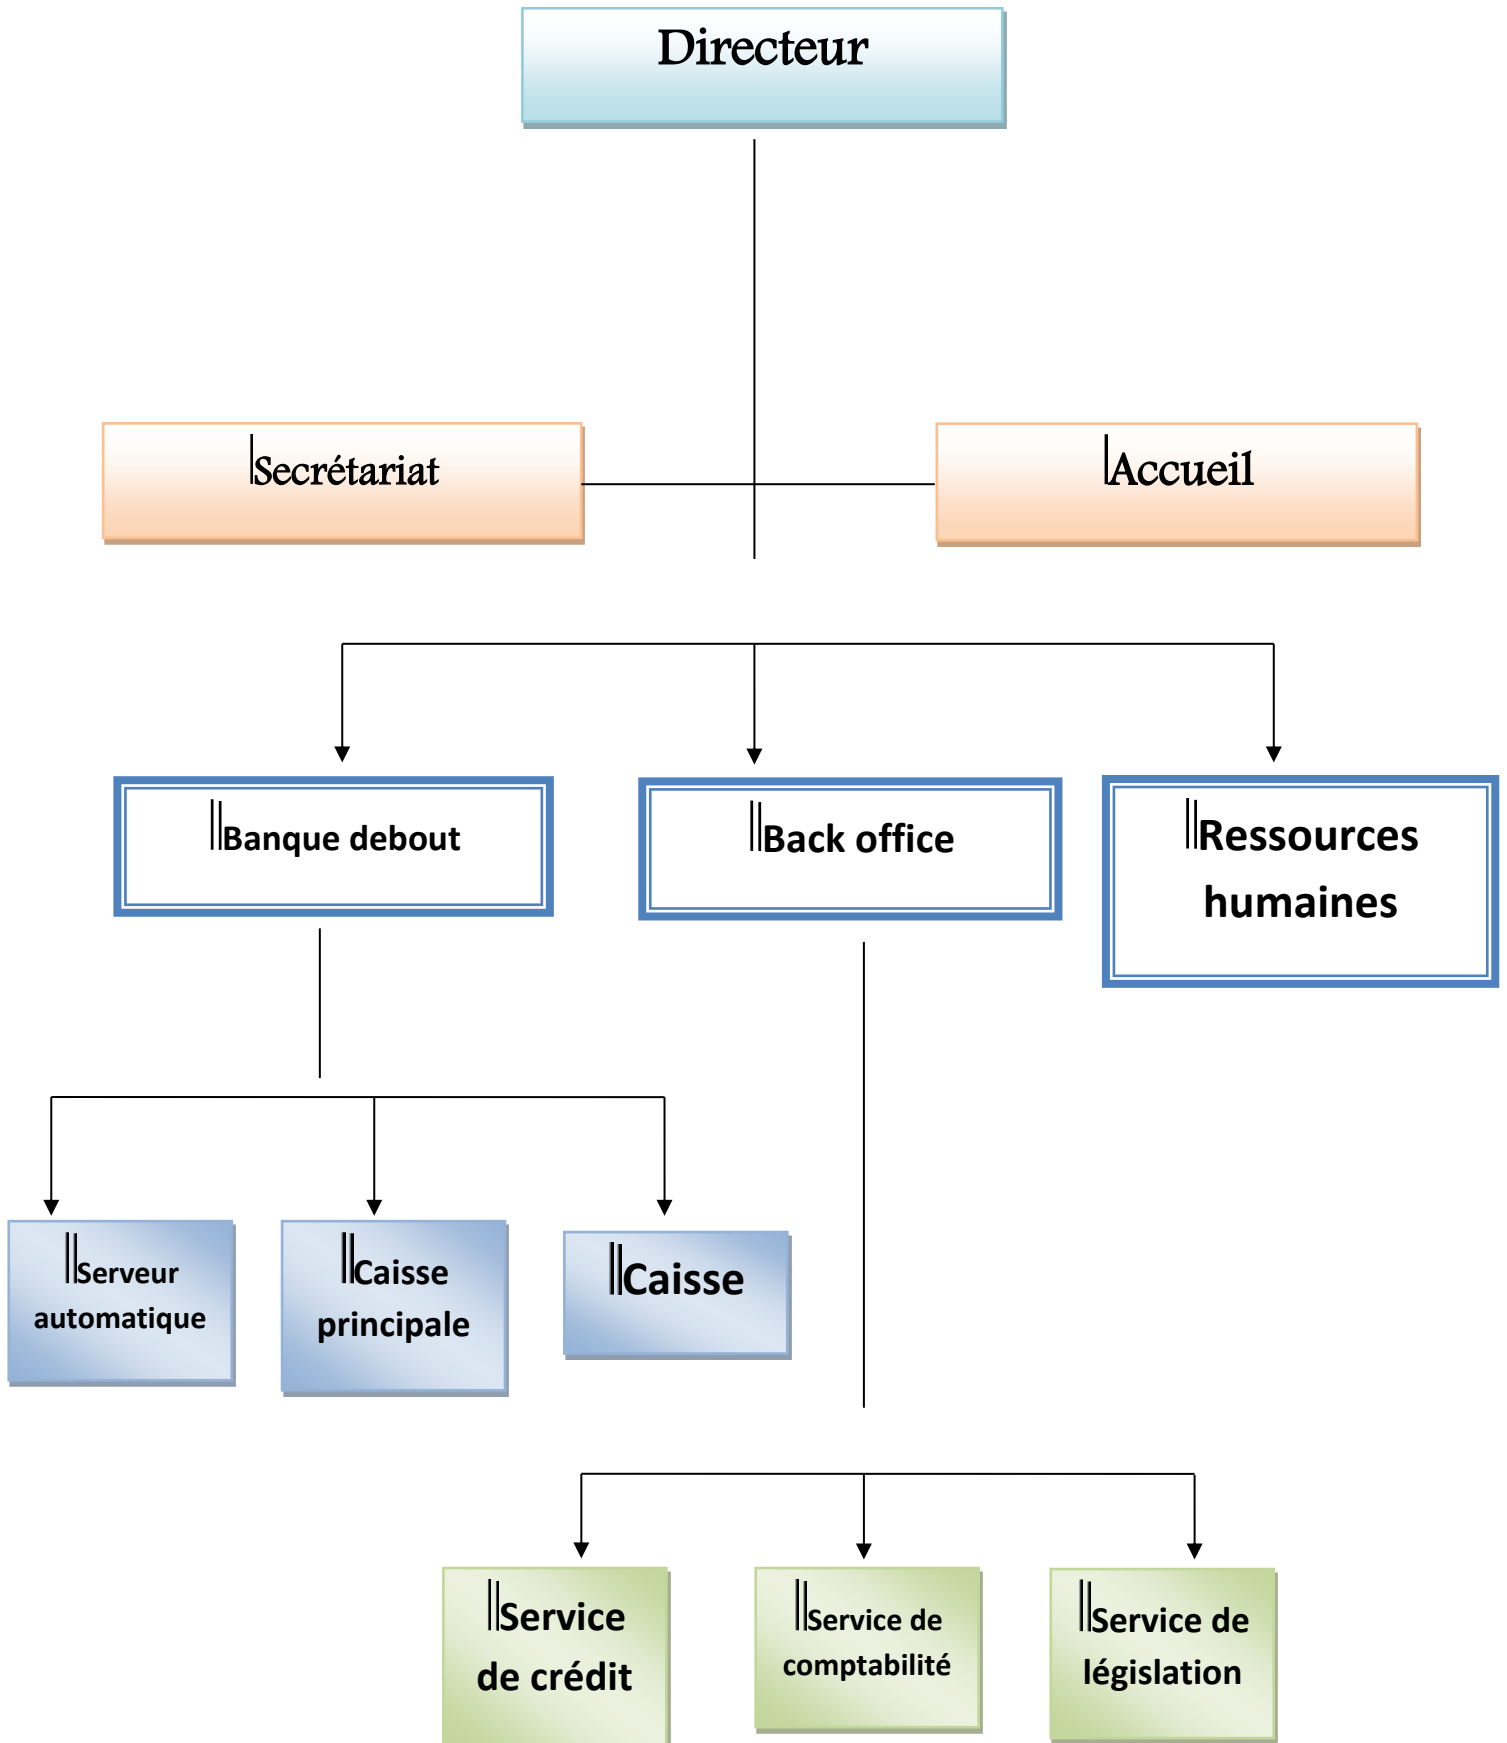 Directeur
Secrétariat
Accueil
Banque debout
Back office
Ressources
humaines
Serveur
automatique
Caisse
principale
Caisse
Service
de crédit
Service de
comptabilité
Service de
législation